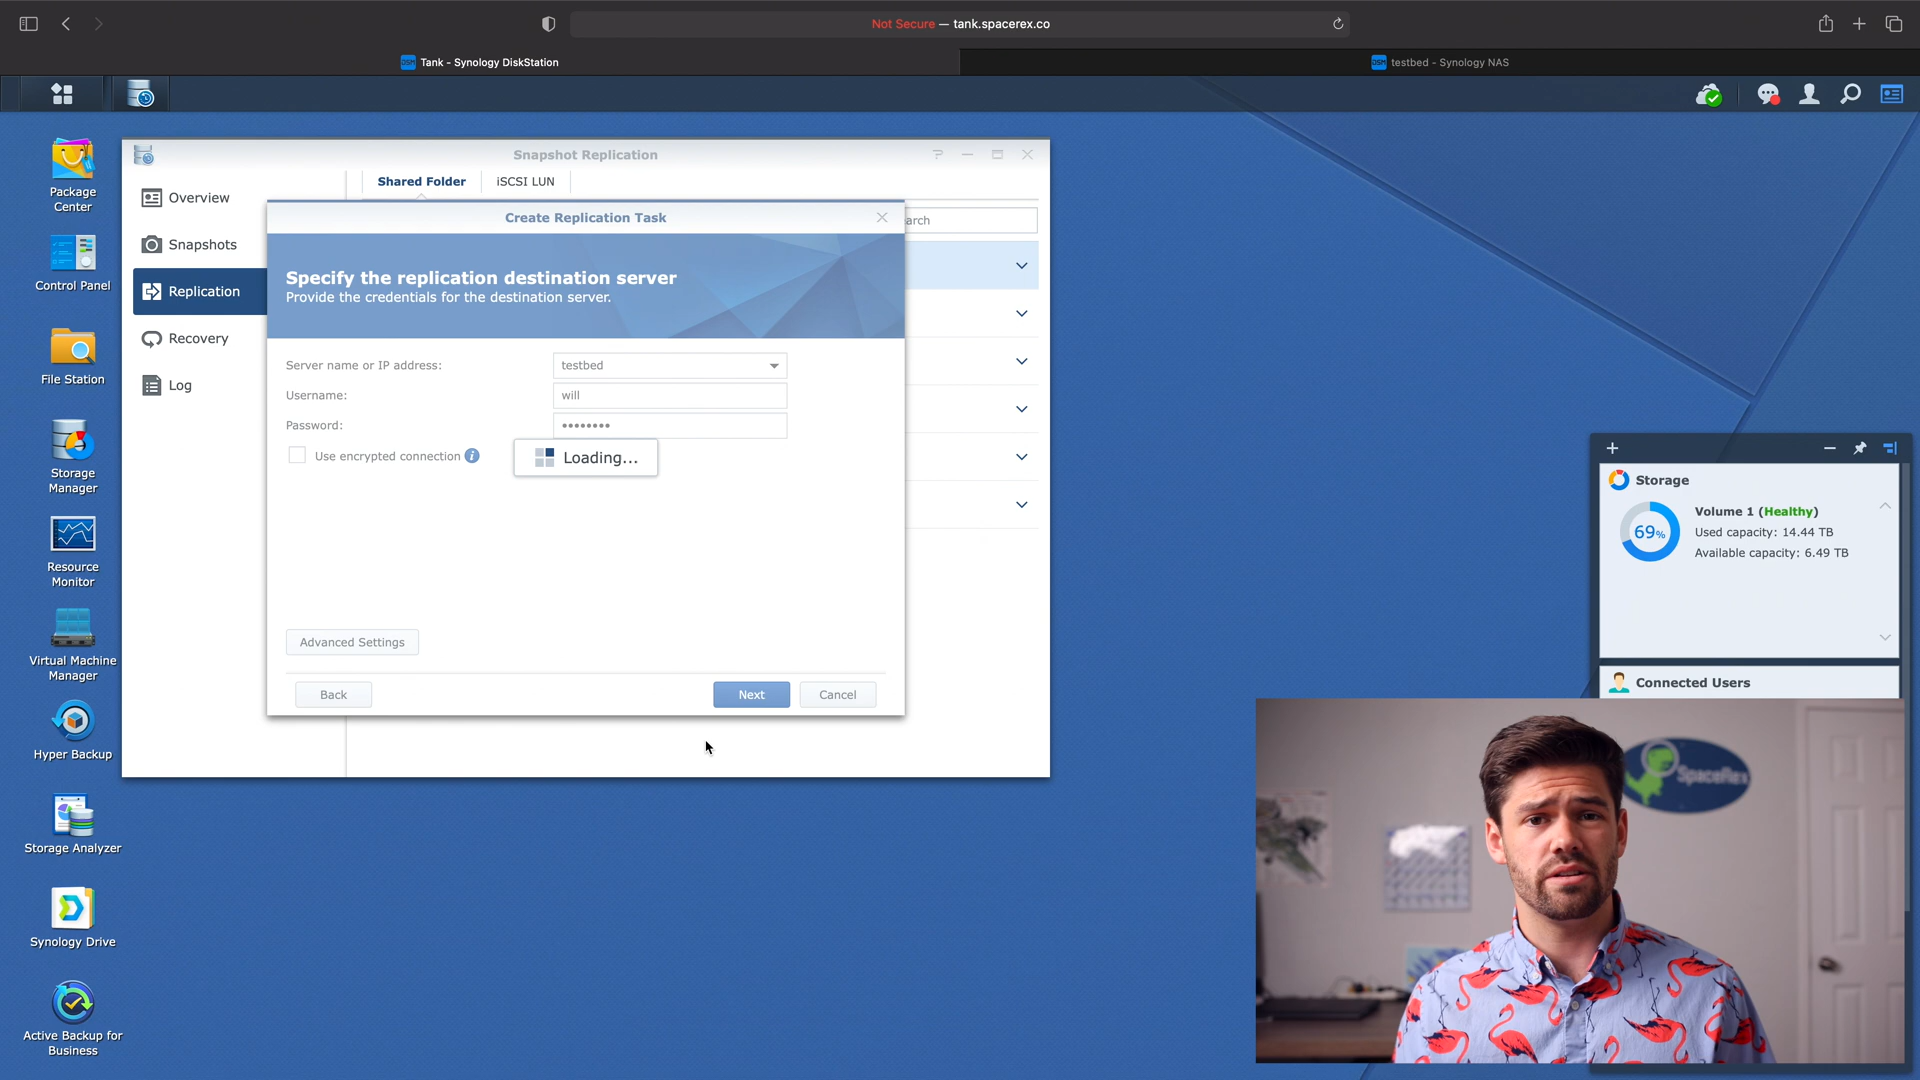 Not Secure — tank.spacerex.co
DSM Tank - Synology DiskStation
DSM testbed - Synology NAS
Package Center
Control Panel
File Station
Storage Manager
Resource Monitor
Virtual Machine Manager
Hyper Backup
Storage Analyzer
Synology Drive
Active Backup for Business
Snapshot Replication
Overview
Snapshots
Replication
Recovery
Log
Shared Folder
iSCSI LUN
arch
Create Replication Task
Specify the replication destination server
Provide the credentials for the destination server.
Server name or IP address:
testbed
Username:
will
Password:
••••••••
Use encrypted connection i
Loading...
Advanced Settings
Back
Next
Cancel
Storage
69%
Volume 1 (Healthy)
Used capacity: 14.44 TB
Available capacity: 6.49 TB
Connected Users
SpaceRex